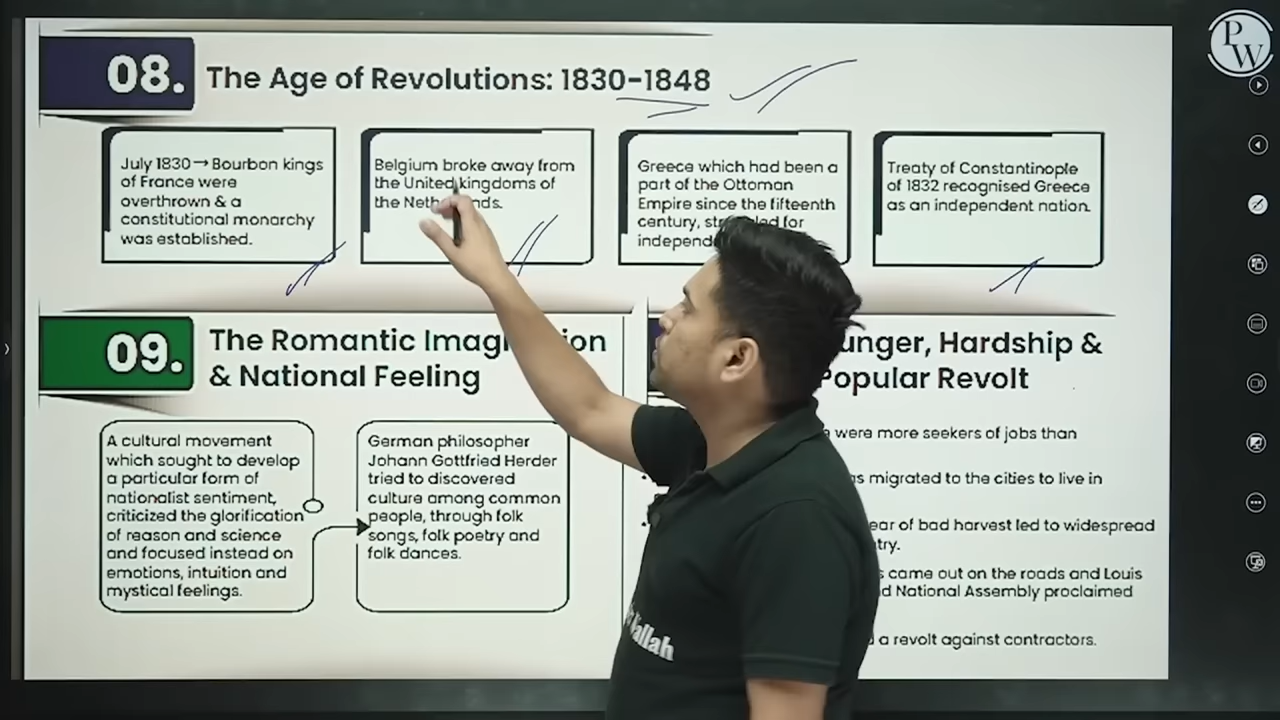 PW
08.
The Age of Revolutions: 1830-1848
July 1830→Bourbon kings
of France were
overthrown & a
constitutional monarchy
was established.
Belgium broke away from
the United kingdoms of
the
Greece which had been a
part of the Ottoman
Empire since the fifteenth
century, for
Treaty of Constantinople
of 1832 recognised Greece
as an independent nation.
09.
The Romantic
& National Feeling
A cultural movement
which sought to develop
a particular form of
nationalist sentiment,
criticized the glorification
of reason and science
and focused instead on
emotions, intuition and
mystical feelings.
German philosopher
Johann Gottfried Herder
tried to discovered
culture among common
people, through folk
songs, folk poetry and
folk dances.
Hardship &
Popular Revolt
were more seekers of jobs than
migrated to the cities to live in
of bad harvest led to widespread
came out on the roads and Louis
National Assembly proclaimed
a revolt against contractors.